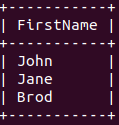 +-----------+
| FirstName |
+-----------+
| John      |
| Jane      |
| Brod      |
+-----------+